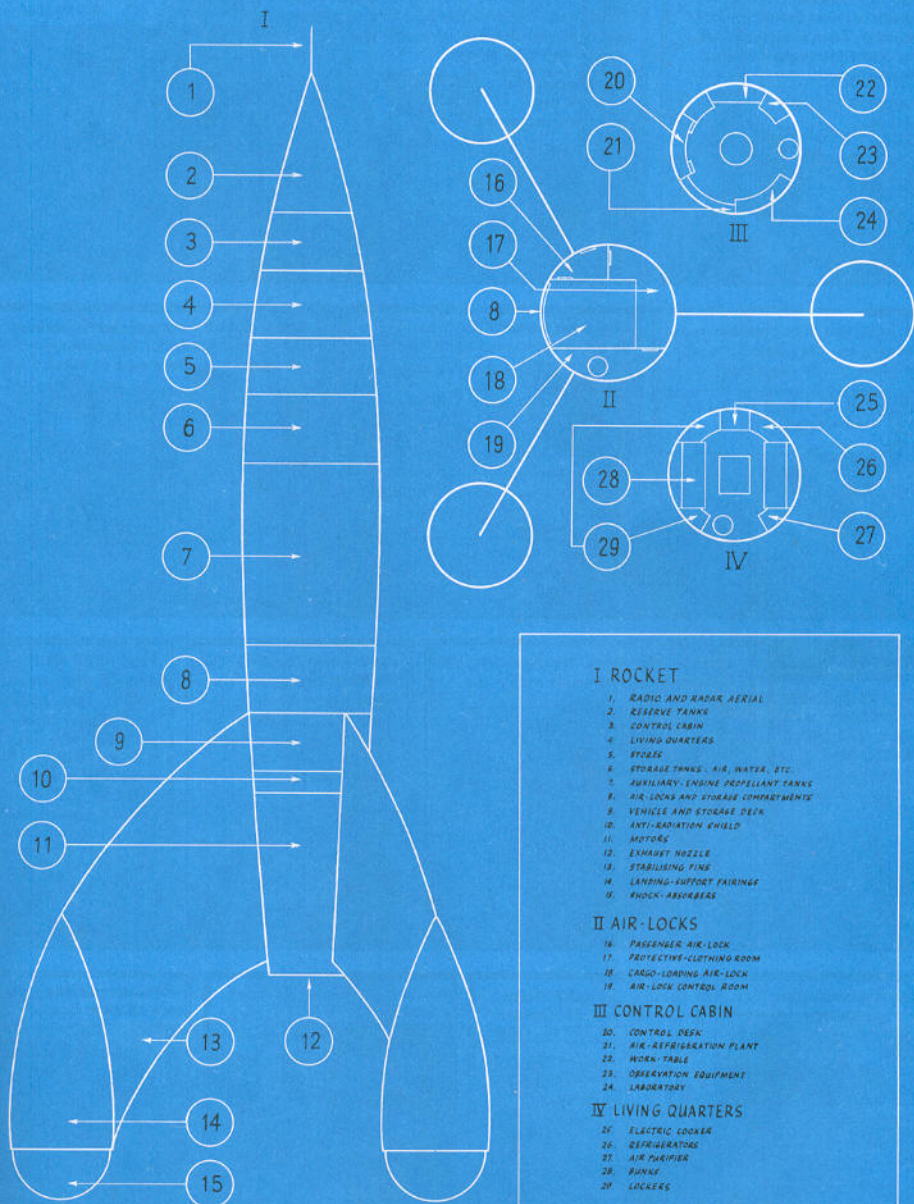 I
1
2
3
4
5
6
7
8
9
10
11
12
13
14
15
16
17
8
18
19
II
20
21
22
23
24
III
25
26
27
28
29
IV
I ROCKET
1. RADIO AND RADAR AERIAL
2. RESERVE TANKS
3. CONTROL CABIN
4. LIVING QUARTERS
5. STORES
6. STORAGE TANKS: AIR, WATER, ETC.
7. AUXILIARY-ENGINE PROPELLANT TANKS
8. AIR-LOCKS AND STORAGE COMPARTMENTS
9. VEHICLE AND STORAGE DECK
10. ANTI-RADIATION SHIELD
11. MOTORS
12. EXHAUST NOZZLE
13. STABILISING FINS
14. LANDING-SUPPORT FAIRINGS
15. SHOCK-ABSORBERS
II AIR-LOCKS
16. PASSENGER AIR-LOCK
17. PROTECTIVE-CLOTHING ROOM
18. CARGO-LOADING AIR-LOCK
19. AIR-LOCK CONTROL ROOM
III CONTROL CABIN
20. CONTROL DESK
21. AIR-REFRIGERATION PLANT
22. WORK-TABLE
23. OBSERVATION EQUIPMENT
24. LABORATORY
IV LIVING QUARTERS
25. ELECTRIC COOKER
26. REFRIGERATORS
27. AIR PURIFIER
28. BUNKS
29. LOCKERS